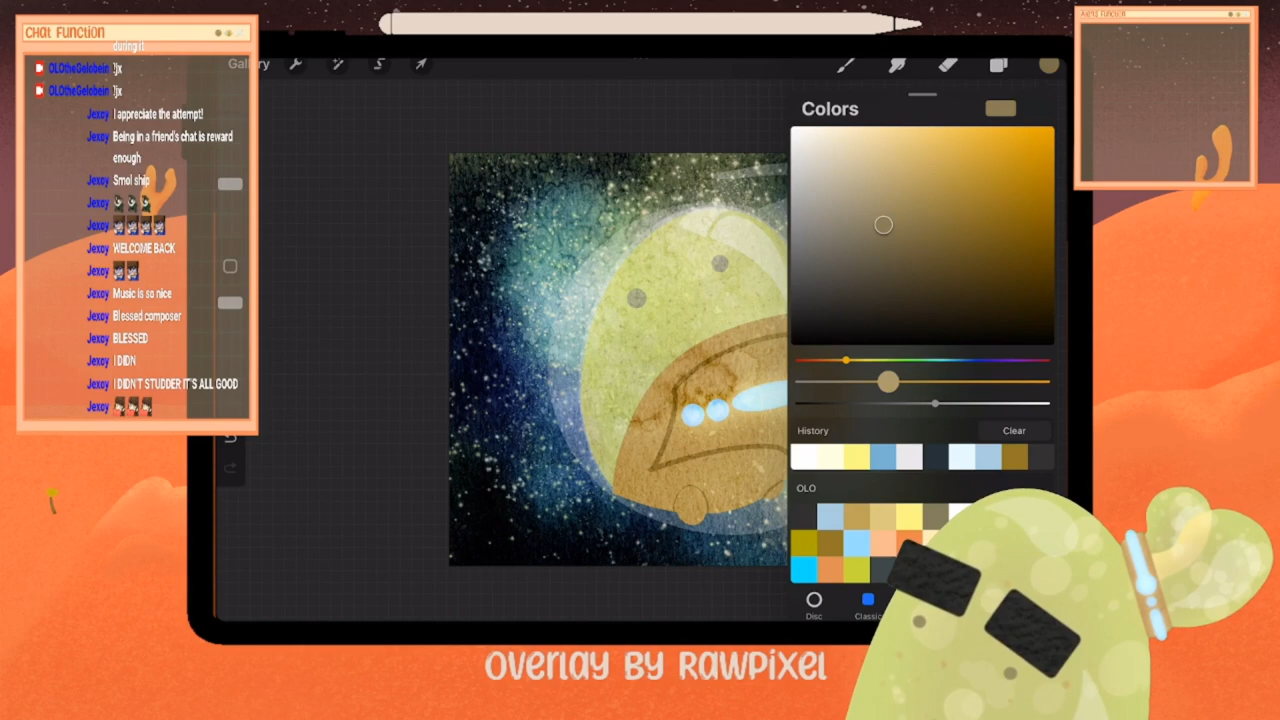 CHat FUNCtION
during it
OLOtheGelobein !jx
OLOtheGelobein !jx
Jexoy I appreciate the attempt!
Jexoy Being in a friend's chat is reward
enough
Jexoy Smol ship
Jexoy
Jexoy
Jexoy WELCOME BACK
Jexoy
Jexoy Music is so nice
Jexoy Blessed composer
Jexoy BLESSED
Jexoy I DIDN
Jexoy I DIDN'T STUDDER IT'S ALL GOOD
Jexoy
Gallery
Colors
History
Clear
OLO
Disc
Classic
OVERLAY BY RAWPIXEL